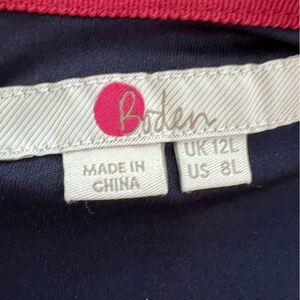 Boden
MADE IN
CHINA
UK 12L
US 8L